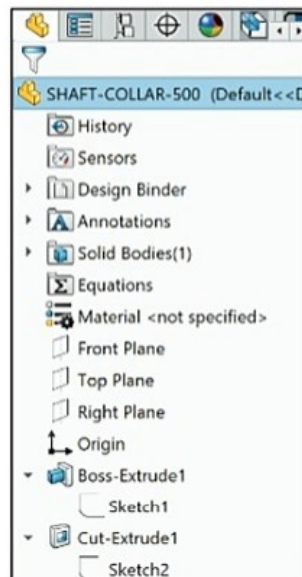 SHAFT-COLLAR-500 (Default<<D
History
Sensors
Design Binder
Annotations
Solid Bodies(1)
Equations
Material <not specified>
Front Plane
Top Plane
Right Plane
Origin
Boss-Extrude1
Sketch1
Cut-Extrude1
Sketch2